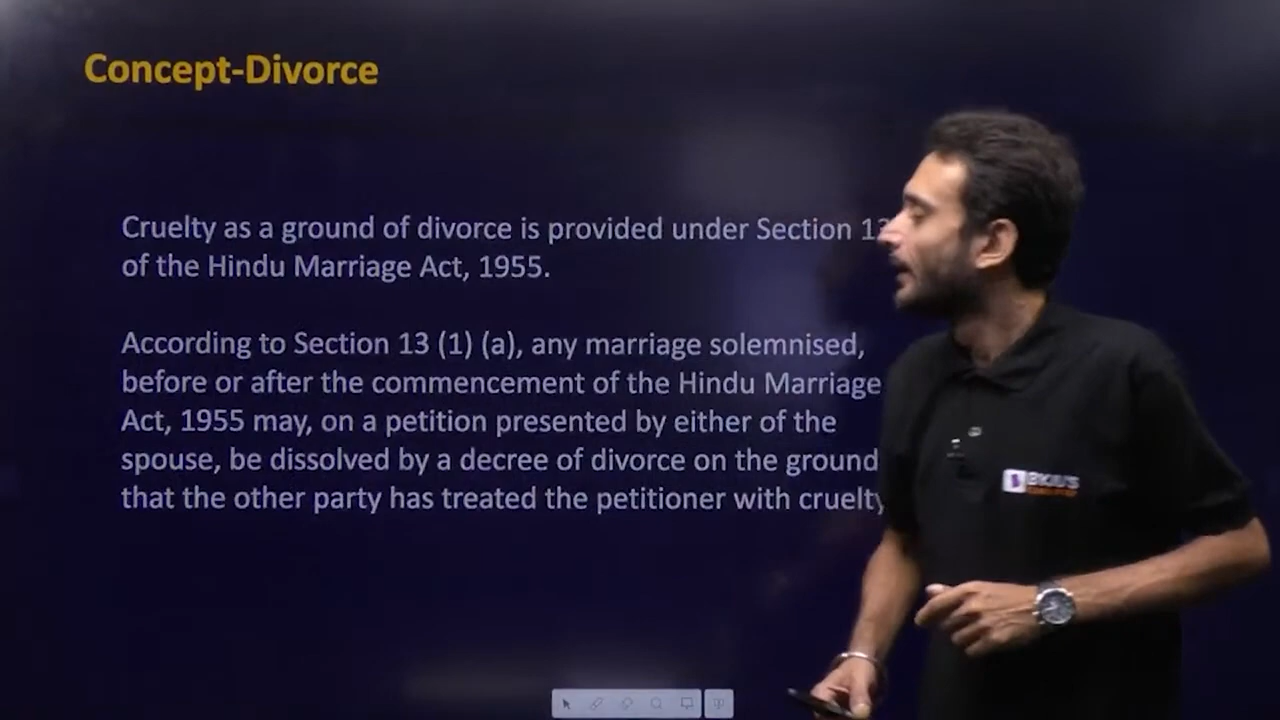 Concept-Divorce
Cruelty as a ground of divorce is provided under Section
of the Hindu Marriage Act, 1955.
According to Section 13 (1) (a), any marriage solemnised,
before or after the commencement of the Hindu Marriage
Act, 1955 may, on a petition presented by either of the
spouse, be dissolved by a decree of divorce on the ground
that the other party has treated the petitioner with cruelty